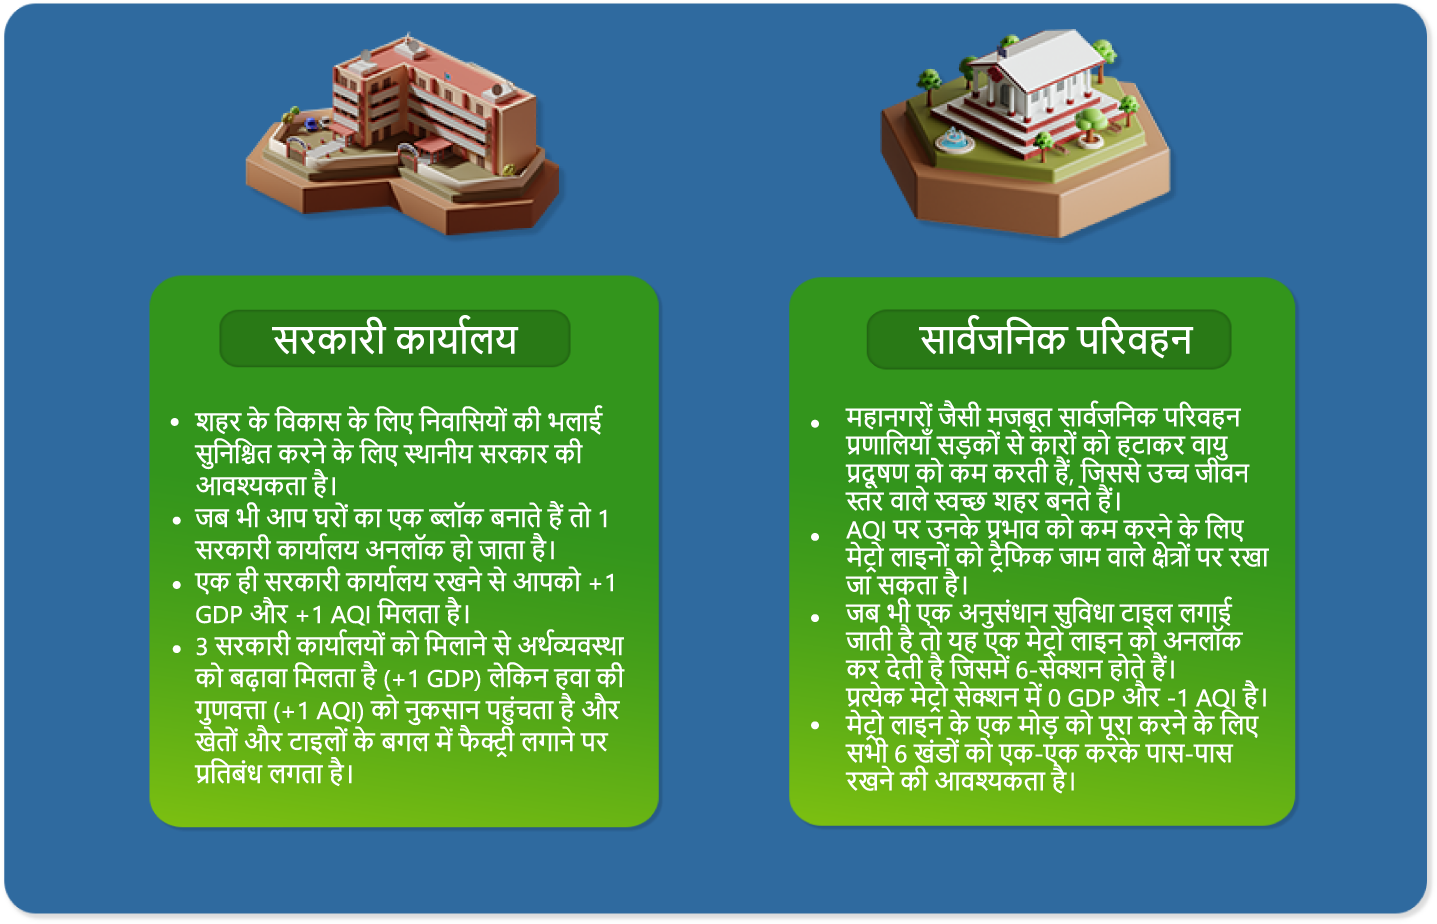 सरकारी कार्यालय
• शहर के विकास के लिए निवासियों की भलाई
सुनिश्चित करने के लिए स्थानीय सरकार की
आवश्यकता है।
• जब भी आप घरों का एक ब्लॉक बनाते हैं तो 1
सरकारी कार्यालय अनलॉक हो जाता है।
• एक ही सरकारी कार्यालय रखने से आपको +1
GDP और +1 AQI मिलता है।
• 3 सरकारी कार्यालयों को मिलाने से अर्थव्यवस्था
को बढ़ावा मिलता है (+1 GDP) लेकिन हवा की
गुणवत्ता (+1 AQI) को नुकसान पहुंचता है और
खेतों और टाइलों के बगल में फैक्ट्री लगाने पर
प्रतिबंध लगता है।
सार्वजनिक परिवहन
• महानगरों जैसी मजबूत सार्वजनिक परिवहन
प्रणालियाँ सड़कों से कारों को हटाकर वायु
प्रदूषण को कम करती हैं, जिससे उच्च जीवन
स्तर वाले स्वच्छ शहर बनते हैं।
• AQI पर उनके प्रभाव को कम करने के लिए
मेट्रो लाइनों को ट्रैफिक जाम वाले क्षेत्रों पर रखा
जा सकता है।
• जब भी एक अनुसंधान सुविधा टाइल लगाई
जाती है तो यह एक मेट्रो लाइन को अनलॉक
कर देती है जिसमें 6-सेक्शन होते हैं।
प्रत्येक मेट्रो सेक्शन में 0 GDP और -1 AQI है।
• मेट्रो लाइन के एक मोड़ को पूरा करने के लिए
सभी 6 खंडों को एक-एक करके पास-पास
रखने की आवश्यकता है।